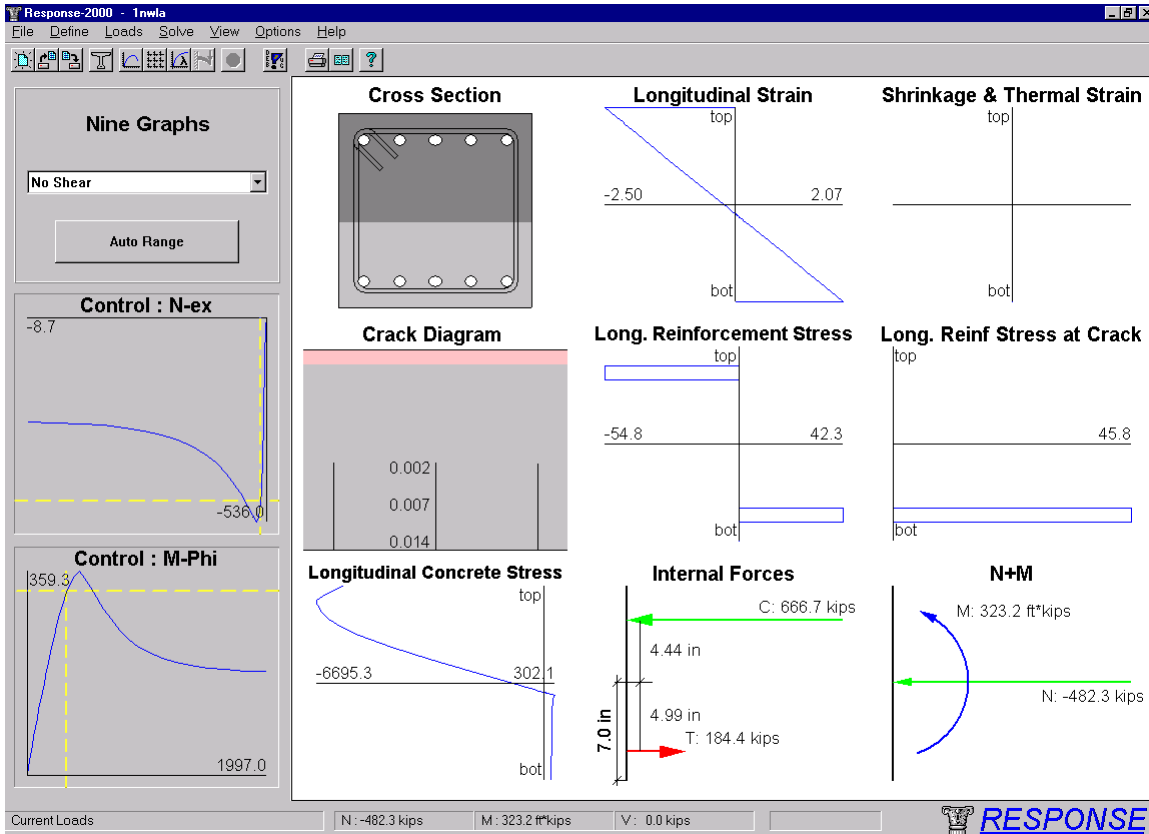 Response-2000 - 1nwla
File Define Loads Solve View Options Help
Nine Graphs
No Shear
Auto Range
Control : N-ex
-8.7
-536.0
Control : M-Phi
359.3
1997.0
Cross Section
Longitudinal Strain
top
-2.50 2.07
bot
Shrinkage & Thermal Strain
top
bot
Crack Diagram
0.002
0.007
0.014
Long. Reinforcement Stress
top
-54.8 42.3
bot
Long. Reinf Stress at Crack
top
45.8
bot
Longitudinal Concrete Stress
top
-6695.3 302.1
bot
Internal Forces
C: 666.7 kips
4.44 in
4.99 in
7.0 in
T: 184.4 kips
N+M
M: 323.2 ft*kips
N: -482.3 kips
Current Loads N : -482.3 kips M : 323.2 ft*kips V : 0.0 kips
RESPONSE